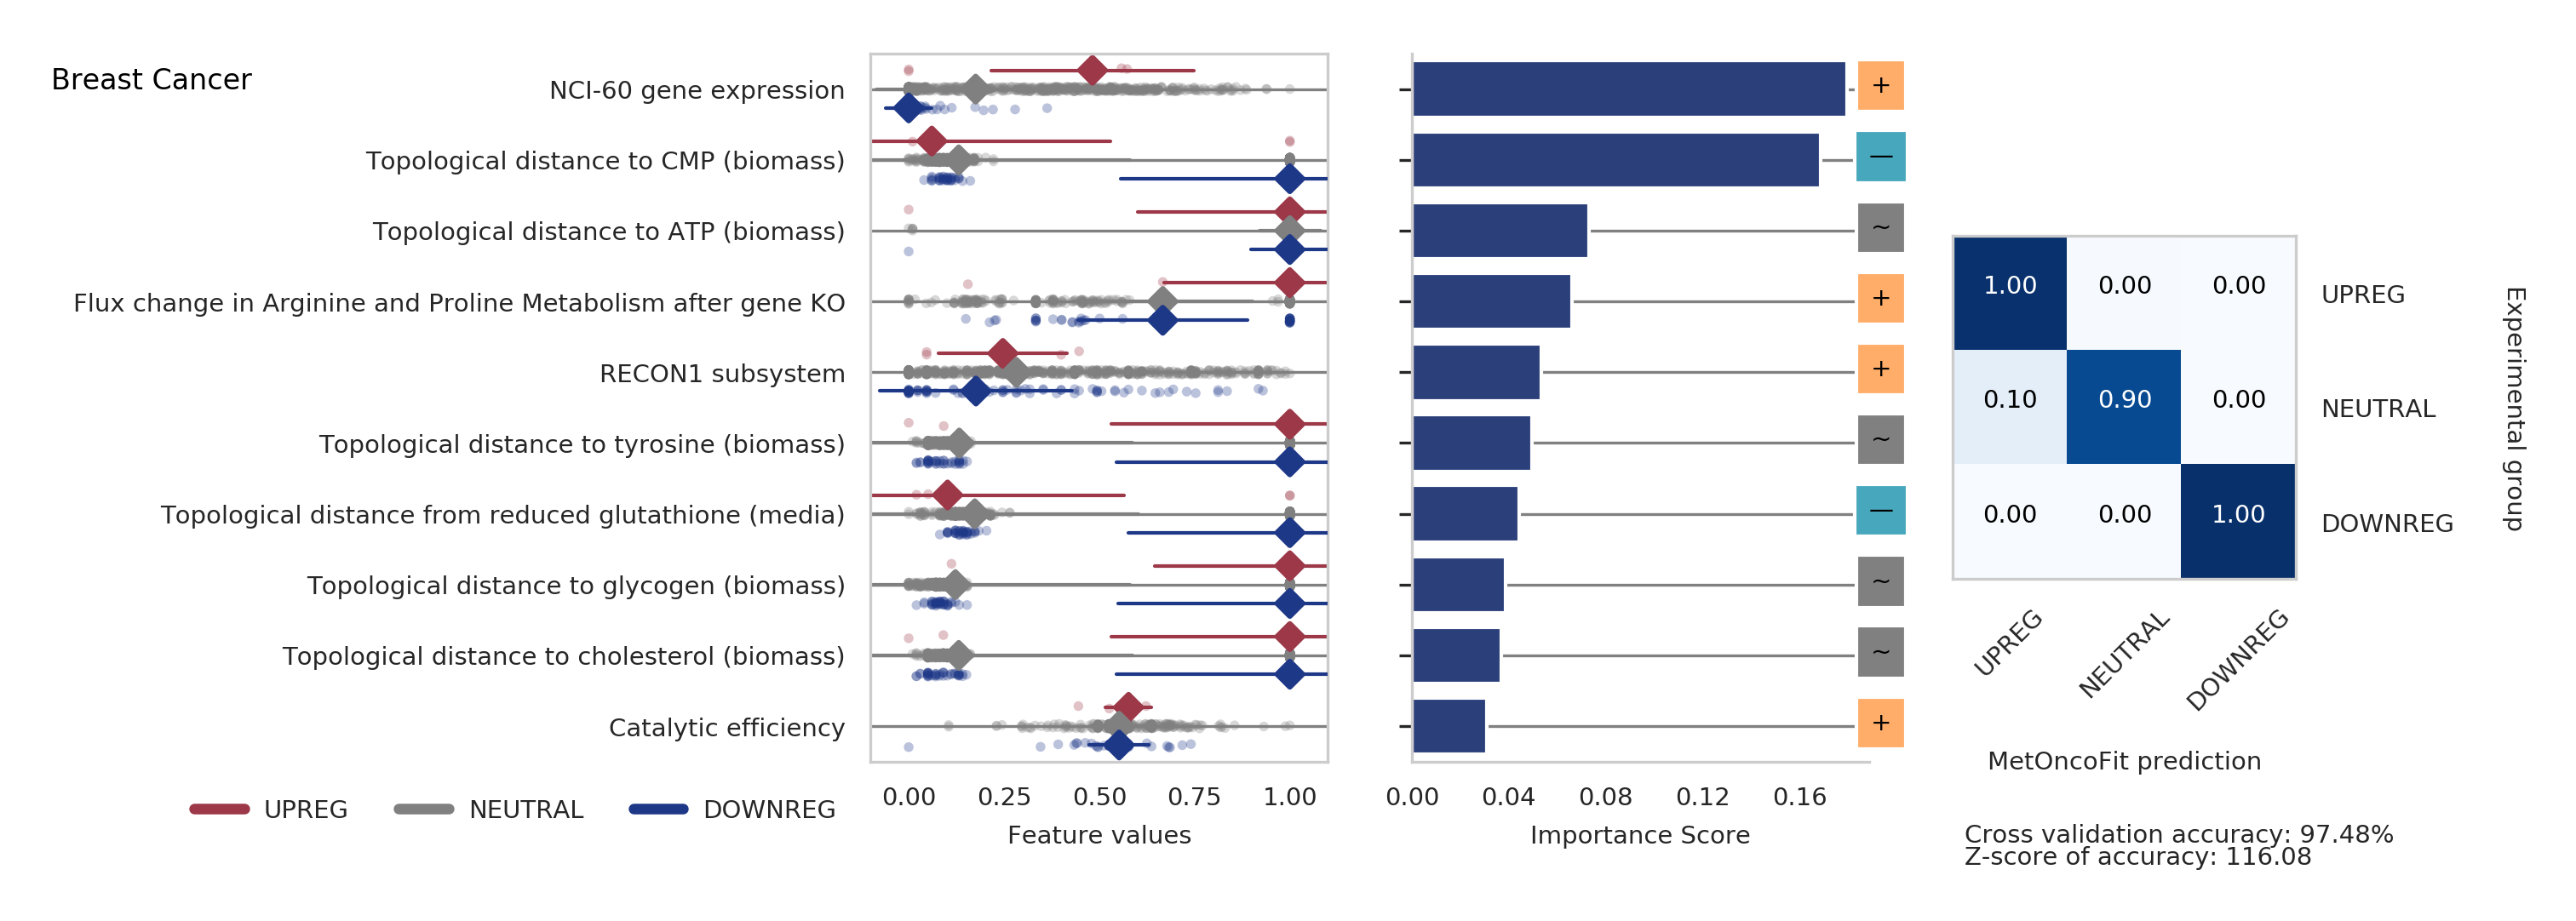 Breast Cancer
NCI-60 gene expression
Topological distance to CMP (biomass)
Topological distance to ATP (biomass)
Flux change in Arginine and Proline Metabolism after gene KO
RECON1 subsystem
Topological distance to tyrosine (biomass)
Topological distance from reduced glutathione (media)
Topological distance to glycogen (biomass)
Topological distance to cholesterol (biomass)
Catalytic efficiency
UPREG NEUTRAL DOWNREG
0.00 0.25 0.50 0.75 1.00
Feature values
+
—
~
+
+
~
—
~
~
+
0.00 0.04 0.08 0.12 0.16
Importance Score
1.00 0.00 0.00 UPREG
0.10 0.90 0.00 NEUTRAL
0.00 0.00 1.00 DOWNREG
Experimental group
UPREG NEUTRAL DOWNREG
MetOncoFit prediction
Cross validation accuracy: 97.48%
Z-score of accuracy: 116.08